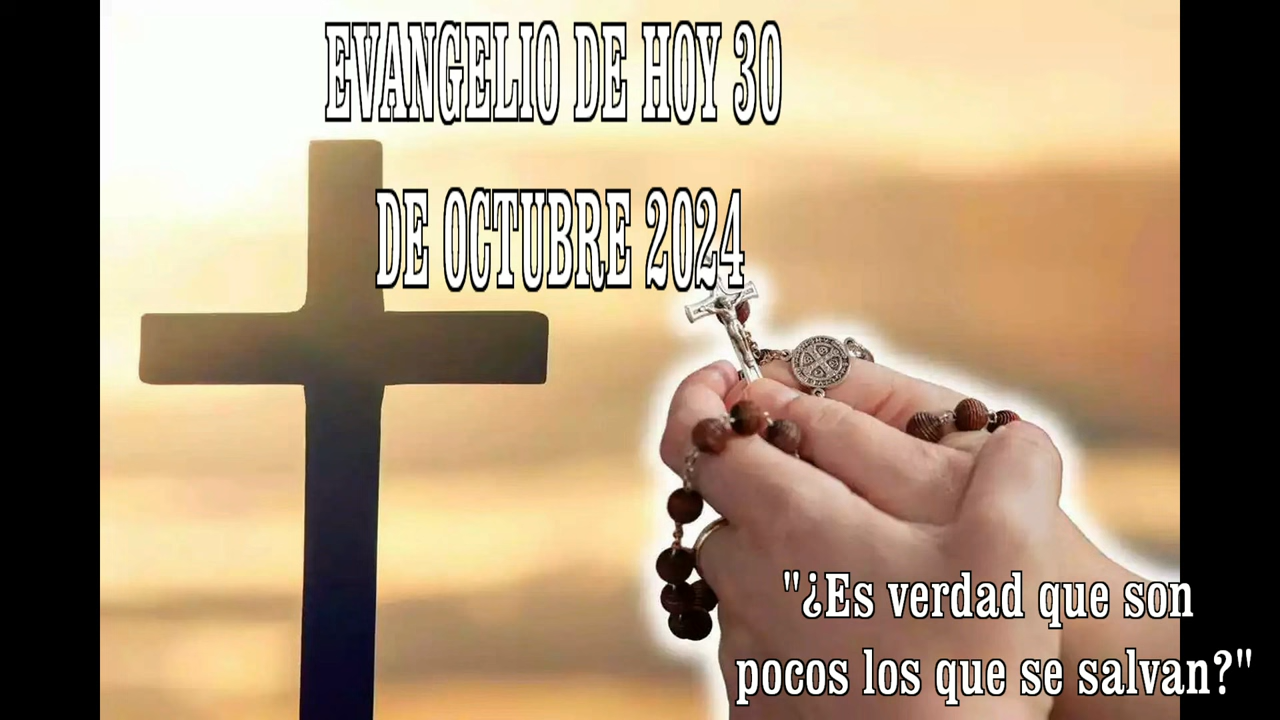 EVANGELIO DE HOY 30
DE OCTUBRE 2024
"¿Es verdad que son
pocos los que se salvan?"